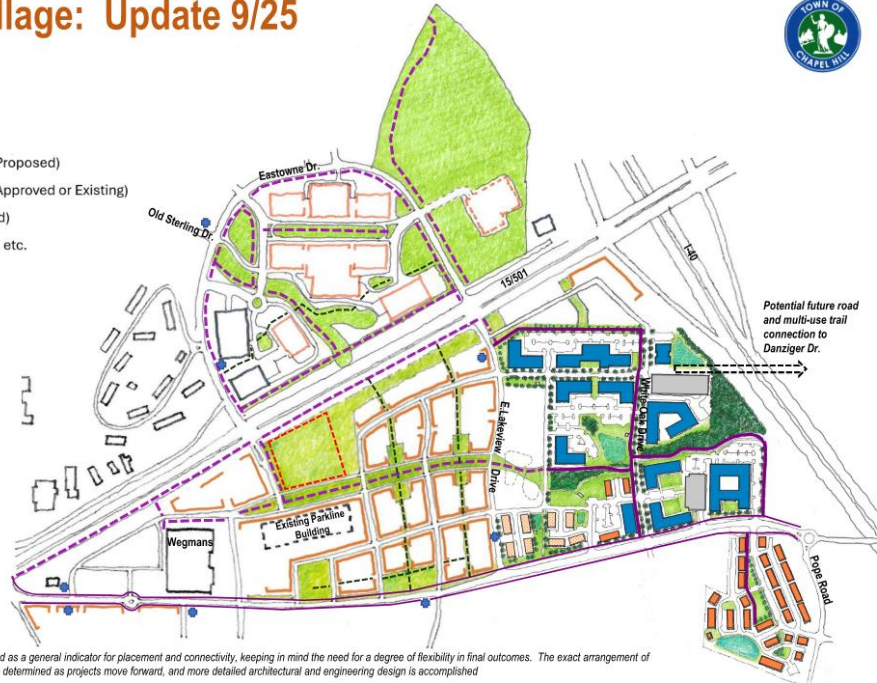 llage: Update 9/25
TOWN OF
CHAPEL HILL
Proposed)
Approved or Existing)
d)
etc.
Eastowne Dr.
Old Sterling Dr.
15/501
I-40
Potential future road
and multi-use trail
connection to
Danziger Dr.
White Oak Drive
E Lakeview Drive
Existing Parkline
Building
Wegmans
Pope Road
d as a general indicator for placement and connectivity, keeping in mind the need for a degree of flexibility in final outcomes. The exact arrangement of
determined as projects move forward, and more detailed architectural and engineering design is accomplished